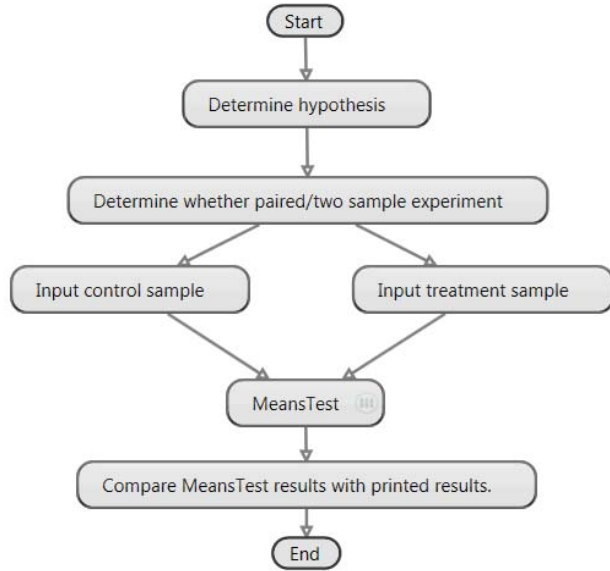 Start
Determine hypothesis
Determine whether paired/two sample experiment
Input control sample
Input treatment sample
MeansTest
Compare MeansTest results with printed results.
End